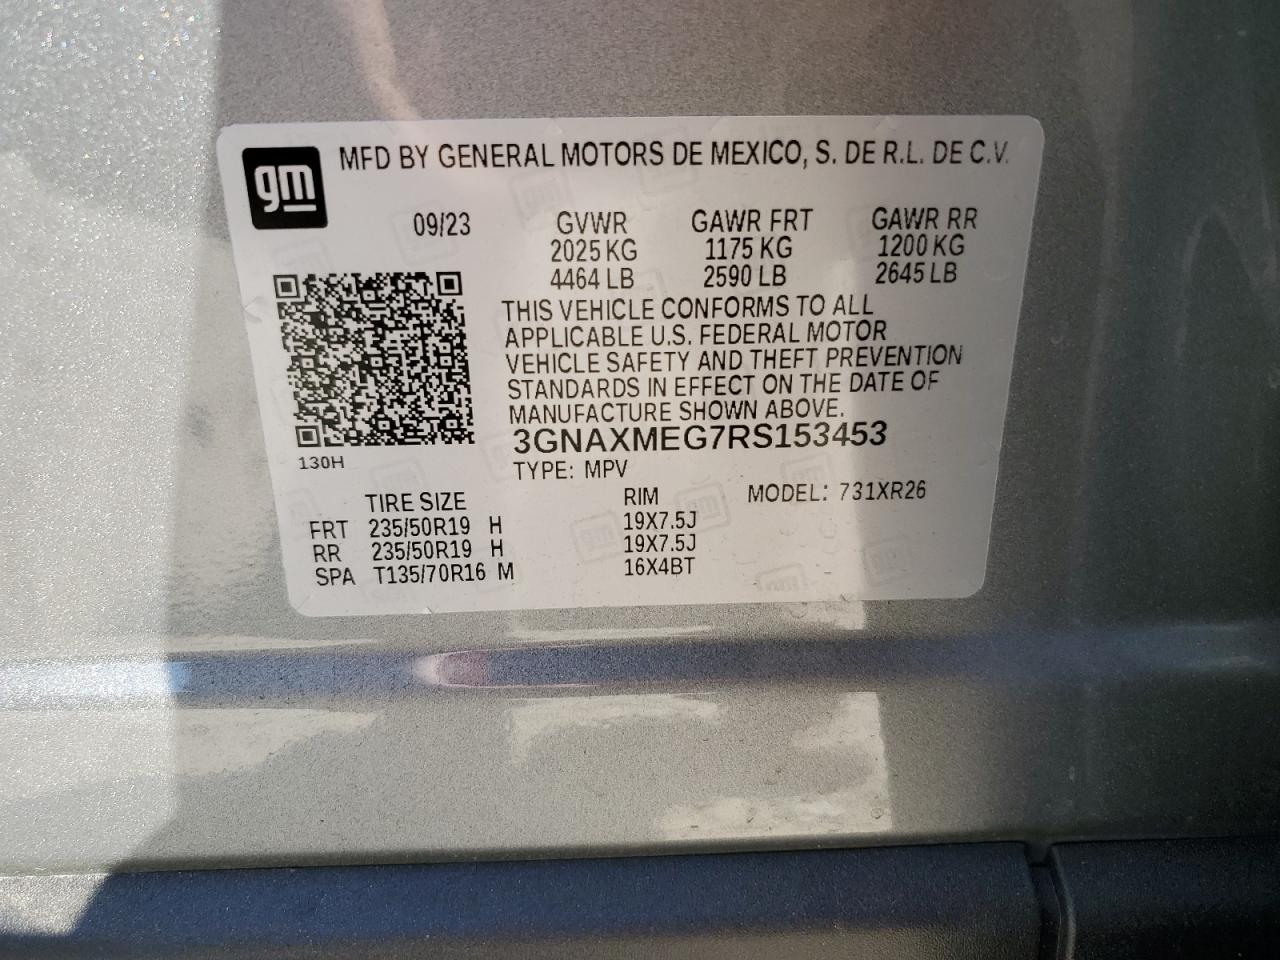 gm
MFD BY GENERAL MOTORS DE MEXICO, S. DE R.L. DE C.V.
09/23 GVWR GAWR FRT GAWR RR
2025 KG 1175 KG 1200 KG
4464 LB 2590 LB 2645 LB
THIS VEHICLE CONFORMS TO ALL
APPLICABLE U.S. FEDERAL MOTOR
VEHICLE SAFETY AND THEFT PREVENTION
STANDARDS IN EFFECT ON THE DATE OF
MANUFACTURE SHOWN ABOVE.
3GNAXMEG7RS153453
130H
TYPE: MPV
TIRE SIZE RIM MODEL: 731XR26
FRT 235/50R19 H 19X7.5J
RR 235/50R19 H 19X7.5J
SPA T135/70R16 M 16X4BT